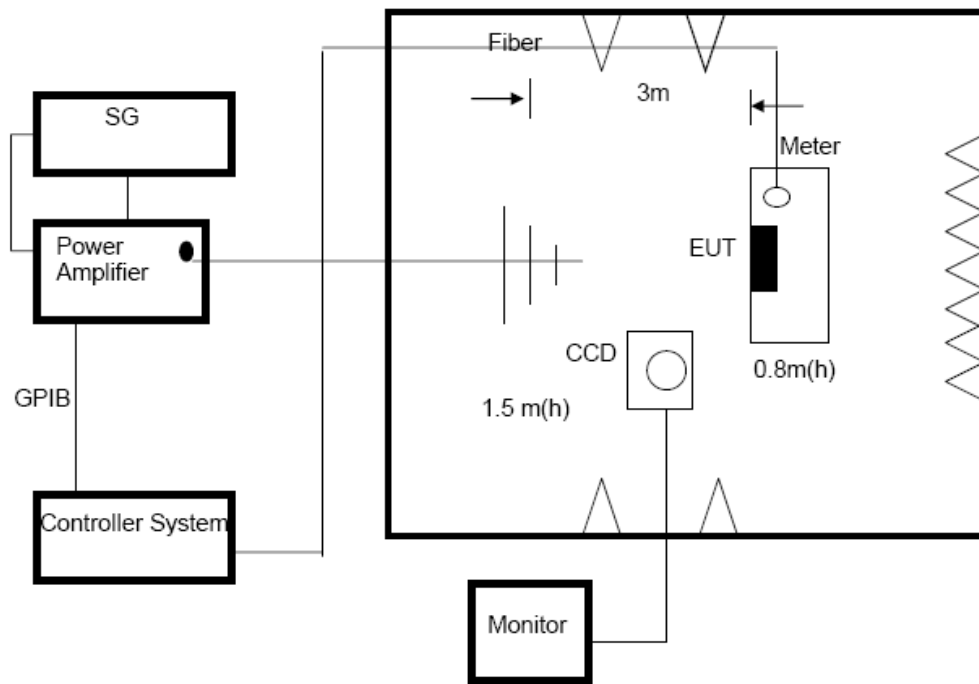 Fiber
3m
SG
Meter
Power
Amplifier
EUT
CCD
0.8m(h)
GPIB
1.5 m(h)
Controller System
Monitor